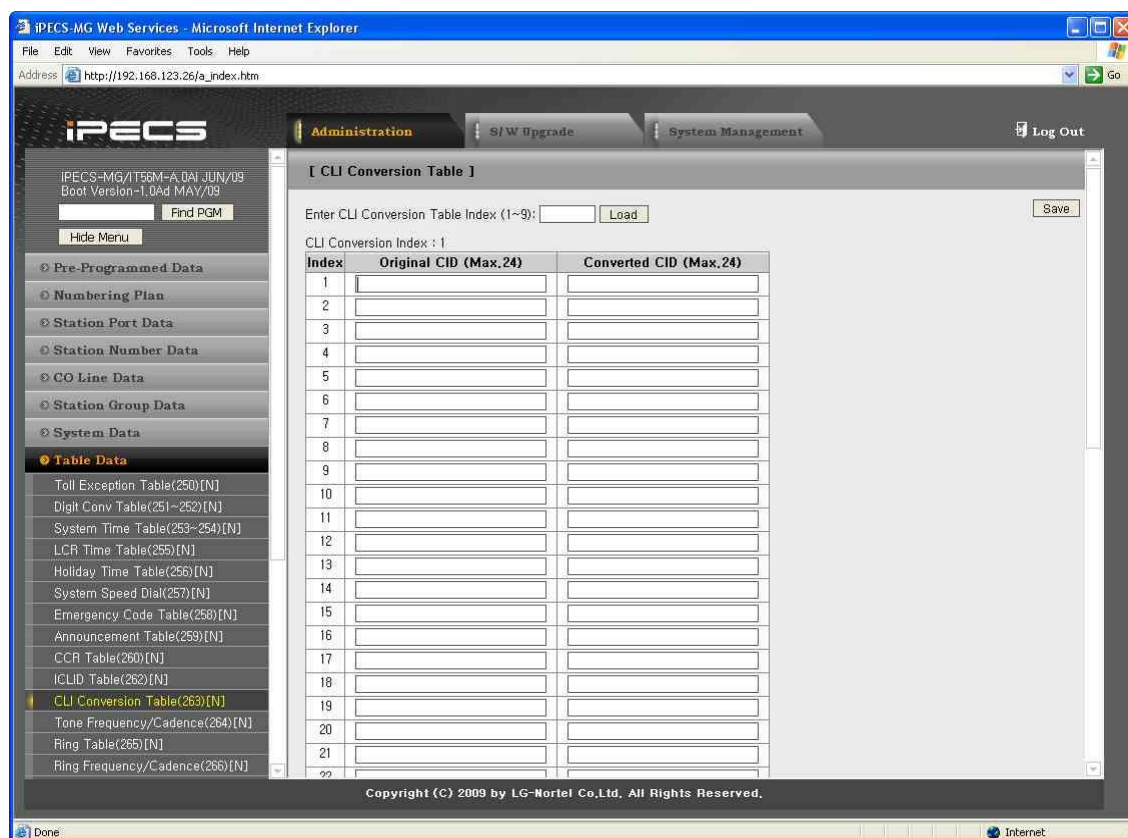 iPECS-MG Web Services - Microsoft Internet Explorer
File Edit View Favorites Tools Help
Address http://192.168.123.26/a_index.htm Go
iPECS Administration S/W Upgrade System Management Log Out
iPECS-MG/IT56M-A.0Al JUN/09
Boot Version-1.0Ad MAY/09
Find PGM
Hide Menu
Pre-Programmed Data
Numbering Plan
Station Port Data
Station Number Data
CO Line Data
Station Group Data
System Data
Table Data
Toll Exception Table(250)[N]
Digit Conv Table(251~252)[N]
System Time Table(253~254)[N]
LCR Time Table(255)[N]
Holiday Time Table(256)[N]
System Speed Dial(257)[N]
Emergency Code Table(258)[N]
Announcement Table(259)[N]
CCR Table(260)[N]
ICLID Table(262)[N]
CLI Conversion Table(263)[N]
Tone Frequency/Cadence(264)[N]
Ring Table(265)[N]
Ring Frequency/Cadence(266)[N]
[ CLI Conversion Table ]
Enter CLI Conversion Table Index (1~9): Load Save
CLI Conversion Index : 1
Index Original CID (Max.24) Converted CID (Max.24)
1
2
3
4
5
6
7
8
9
10
11
12
13
14
15
16
17
18
19
20
21
22
Copyright (C) 2009 by LG-Nortel Co,Ltd. All Rights Reserved.
Done Internet